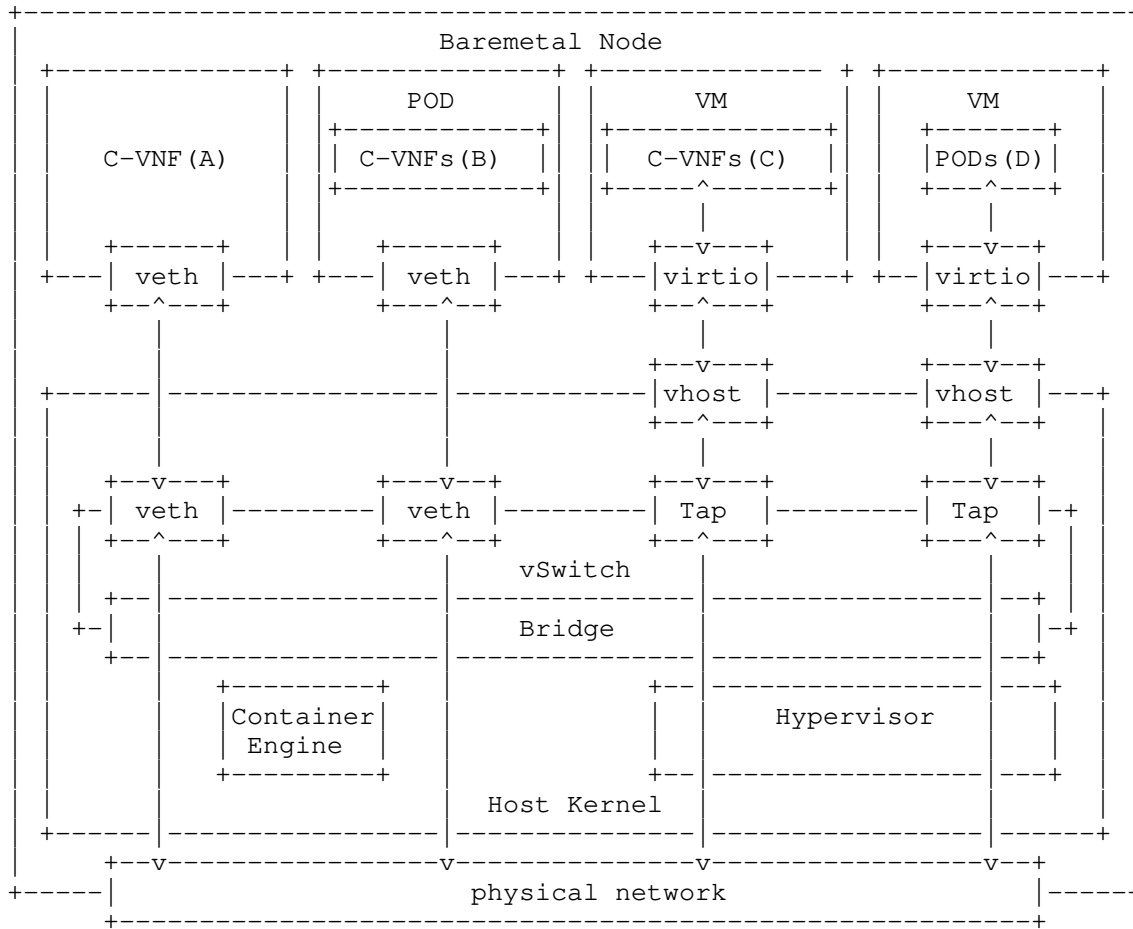 Baremetal Node
POD VM VM
C-VNF(A) C-VNFs(B) C-VNFs(C) PODs(D)
veth veth virtio virtio
vhost vhost
veth veth Tap Tap
vSwitch
Bridge
Container Hypervisor
Engine
Host Kernel
physical network